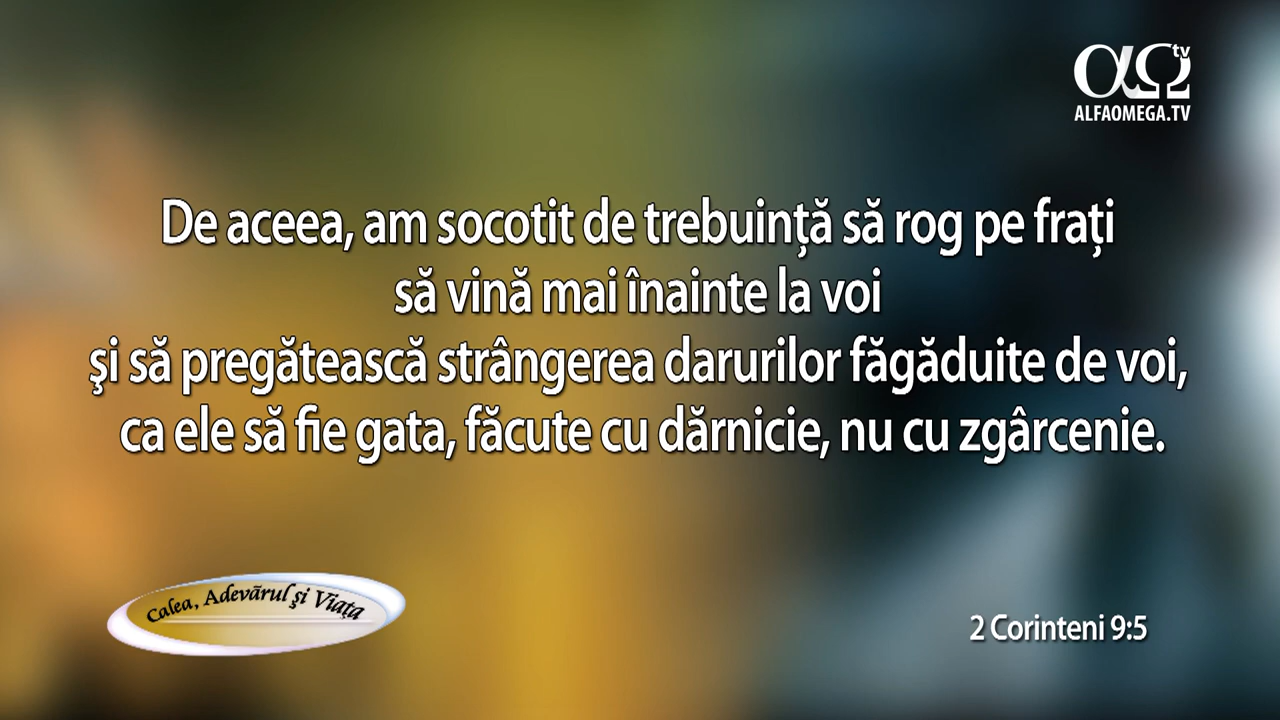 αΩ tv
ALFAOMEGA.TV
De aceea, am socotit de trebuință să rog pe frați
să vină mai înainte la voi
şi să pregătească strângerea darurilor făgăduite de voi,
ca ele să fie gata, făcute cu dărnicie, nu cu zgârcenie.
Calea, Adevãrul şi Viața
2 Corinteni 9:5